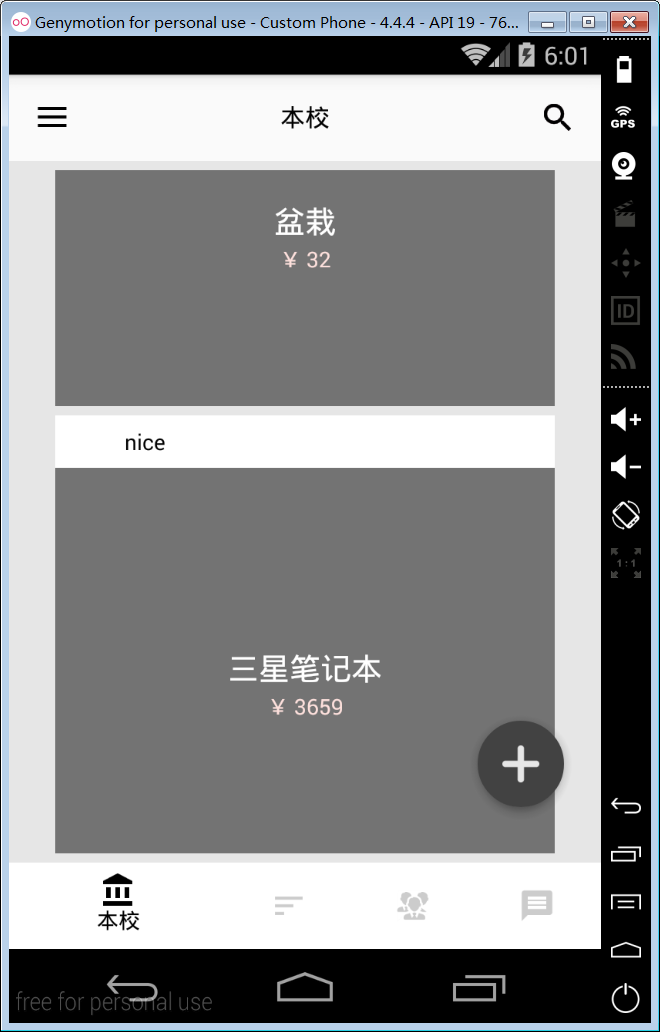 Genymotion for personal use - Custom Phone - 4.4.4 - API 19 - 76...
6:01
本校
GPS
盆栽
¥ 32
ID
nice
1:1
三星笔记本
¥ 3659
本校
free for personal use